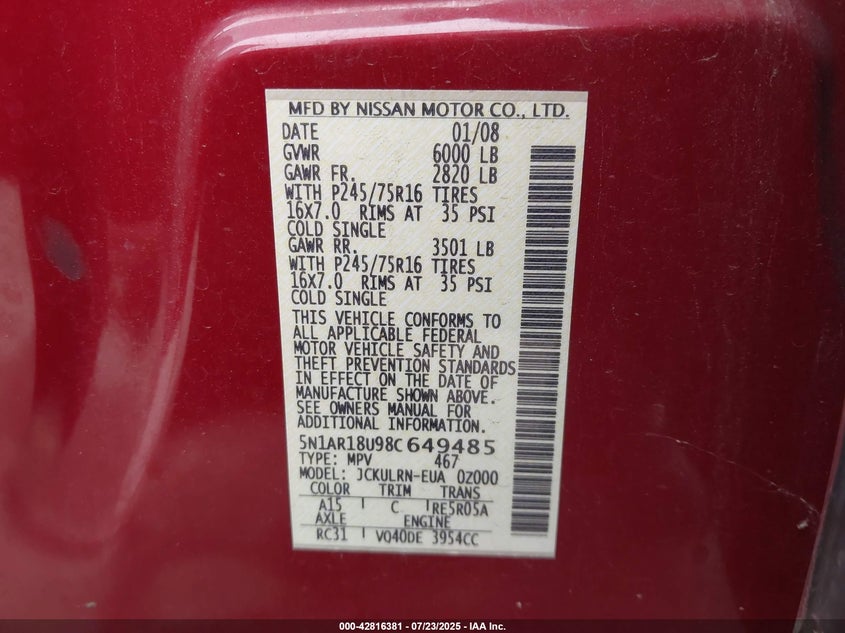 MFD BY NISSAN MOTOR CO., LTD.
DATE 01/08
GVWR 6000 LB
GAWR FR. 2820 LB
WITH P245/75R16 TIRES
16X7.0 RIMS AT 35 PSI
COLD SINGLE
GAWR RR. 3501 LB
WITH P245/75R16 TIRES
16X7.0 RIMS AT 35 PSI
COLD SINGLE
THIS VEHICLE CONFORMS TO
ALL APPLICABLE FEDERAL
MOTOR VEHICLE SAFETY AND
THEFT PREVENTION STANDARDS
IN EFFECT ON THE DATE OF
MANUFACTURE SHOWN ABOVE.
SEE OWNERS MANUAL FOR
ADDITIONAL INFORMATION.
5N1AR18U98C649485
TYPE: MPV 467
MODEL: JCKULRN-EUA 0Z000
COLOR TRIM TRANS
A15 C RE5R05A
AXLE ENGINE
RC31 VQ40DE 3954CC
000-42816381 - 07/23/2025 - IAA Inc.